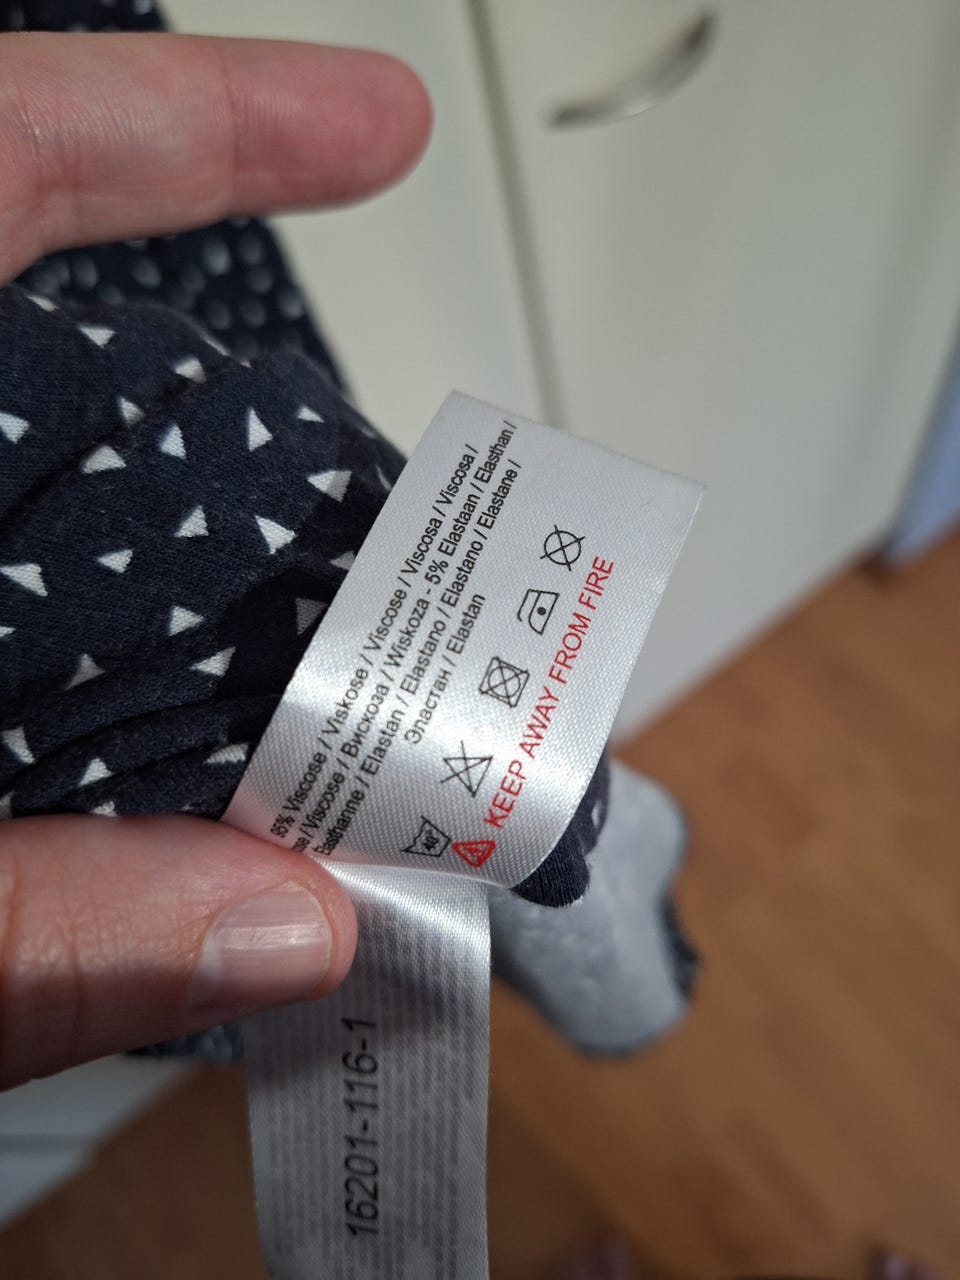 95% Viscose / Viskose / Viscose / Viscosa / Viscosa /
/ Viscose / Вискоза / Wiskoza - 5% Elastaan / Elasthan /
Elasthanne / Elastan / Elastano / Elastano / Elastane /
Эластан / Elastan
40°
KEEP AWAY FROM FIRE
16201-116-1